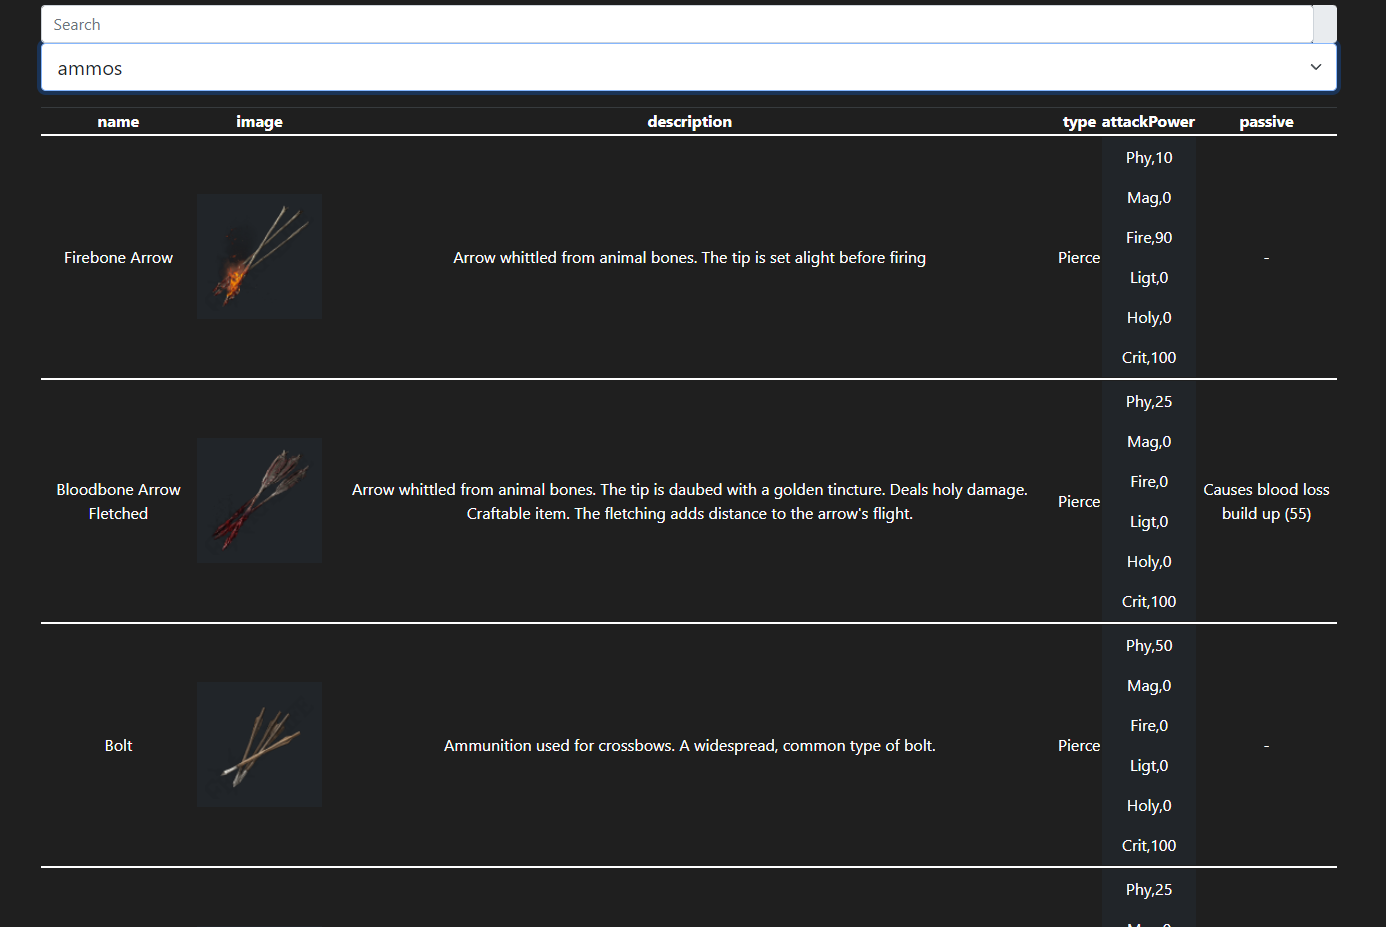 Search
ammos
name image description type attackPower passive
Phy,10
Mag,0
Fire,90
Firebone Arrow Arrow whittled from animal bones. The tip is set alight before firing Pierce -
Ligt,0
Holy,0
Crit,100
Phy,25
Mag,0
Fire,0
Bloodbone Arrow Arrow whittled from animal bones. The tip is daubed with a golden tincture. Deals holy damage. Causes blood loss
Pierce
Fletched Craftable item. The fletching adds distance to the arrow's flight. build up (55)
Ligt,0
Holy,0
Crit,100
Phy,50
Mag,0
Fire,0
Bolt Ammunition used for crossbows. A widespread, common type of bolt. Pierce -
Ligt,0
Holy,0
Crit,100
Phy,25